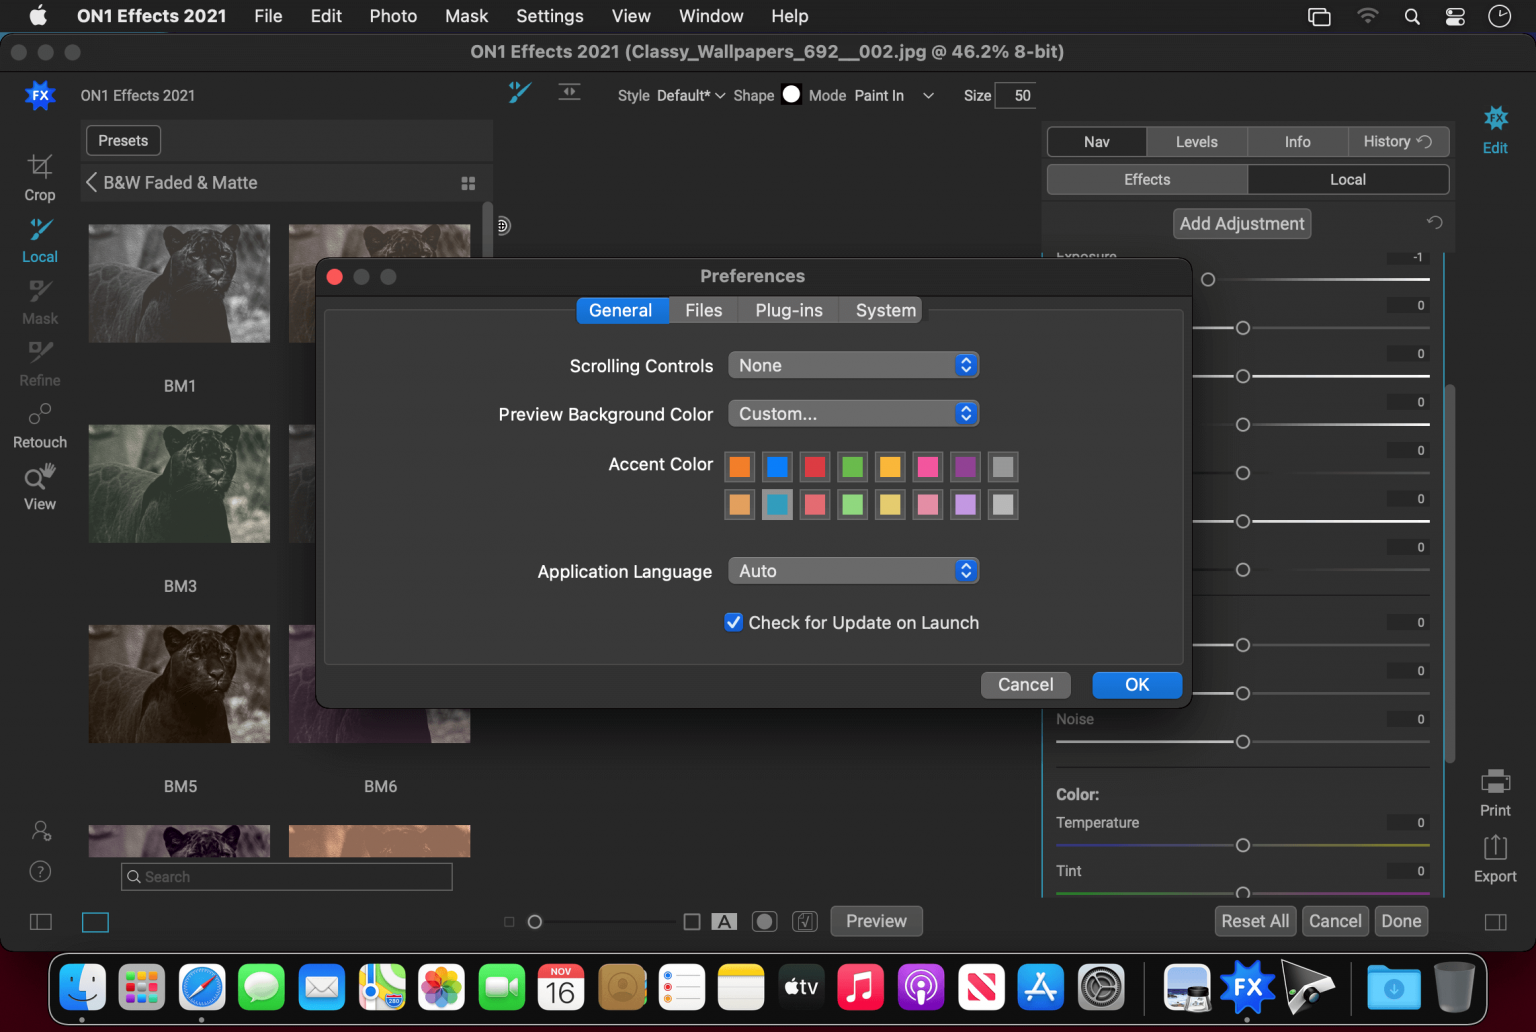 ON1 Effects 2021 File Edit Photo Mask Settings View Window Help
ON1 Effects 2021 (Classy_Wallpapers_692__002.jpg @ 46.2% 8-bit)
FX ON1 Effects 2021
Style Default* Shape Mode Paint In Size 50
FX
Edit
Presets
B&W Faded & Matte
Crop
Local
Mask
Refine
Retouch
View
BM1
BM3
BM5 BM6
Search
Nav Levels Info History
Effects Local
Add Adjustment
Exposure -1
0
0
0
0
0
0
0
0
Noise 0
Color:
Temperature 0
Tint 0
Print
Export
Preferences
General Files Plug-ins System
Scrolling Controls None
Preview Background Color Custom...
Accent Color
Application Language Auto
Check for Update on Launch
Cancel OK
?
A Preview
Reset All Cancel Done
280
NOV
16
tv
FX